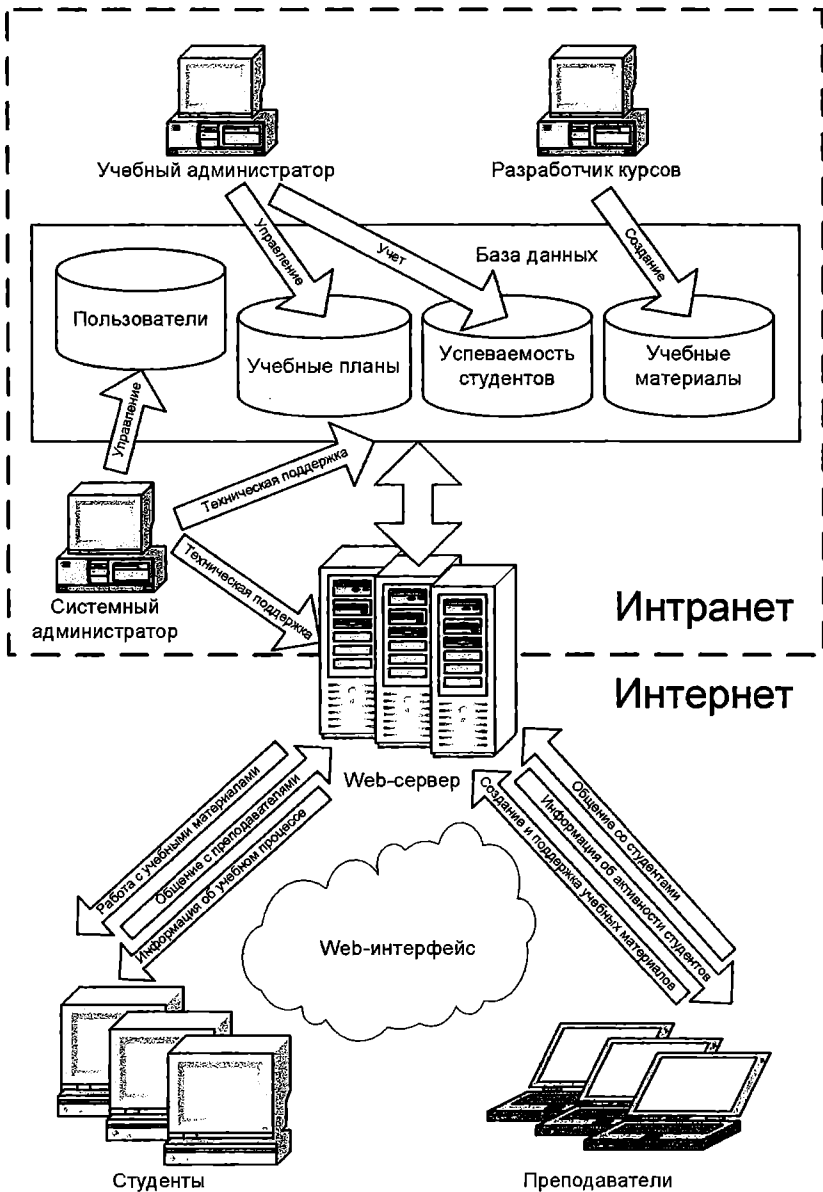 Учебный администратор
Разработчик курсов
Управление
Учет
Создание
База данных
Пользователи
Учебные планы
Успеваемость
студентов
Учебные
материалы
Управление
Техническая поддержка
Техническая поддержка
Системный
администратор
Интранет
Интернет
Web-сервер
Работа с учебными материалами
Общение с преподавателями
Информация об учебном процессе
Общение со студентами
Информация об активности студентов
Создание и поддержка учебных материалов
Web-интерфейс
Студенты
Преподаватели